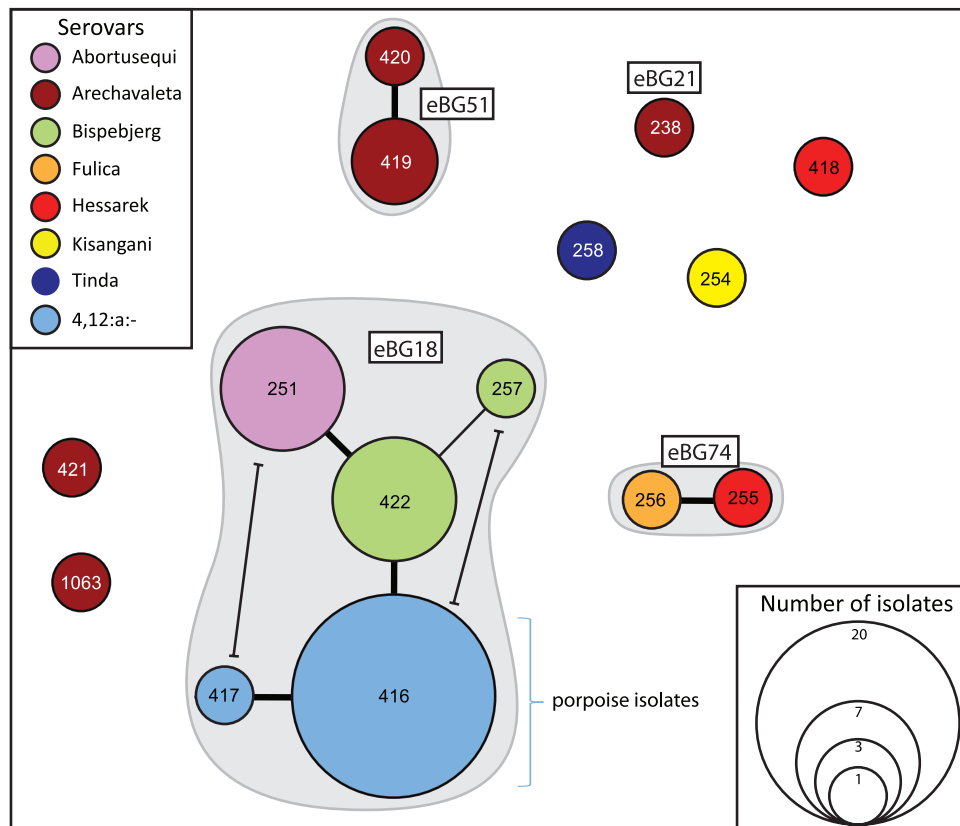 Serovars
Abortusequi
Arechavaleta
Bispebjerg
Fulica
Hessarek
Kisangani
Tinda
4,12:a:-
420
eBG51
419
eBG21
238
418
258
254
eBG18
251
257
422
421
1063
417
416
porpoise isolates
eBG74
256
255
Number of isolates
20
7
3
1